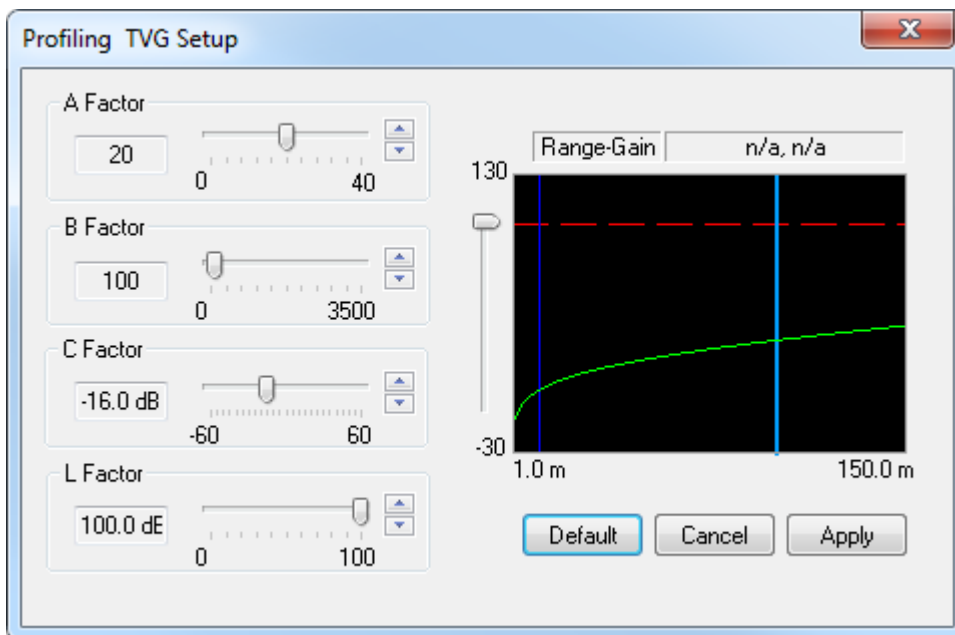 Profiling TVG Setup
A Factor
20
0 40
B Factor
100
0 3500
C Factor
-16.0 dB
-60 60
L Factor
100.0 dE
0 100
Range-Gain n/a, n/a
130
-30
1.0 m 150.0 m
Default Cancel Apply